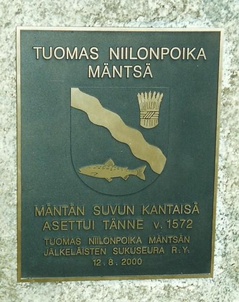 TUOMAS NIILONPOIKA
MÄNTSÄ
MÄNTÄN SUVUN KANTAISÄ
ASETTUI TÄNNE V. 1572
TUOMAS NIILONPOIKA MÄNTSÄN
JÄLKELÄISTEN SUKUSEURA R.Y.
12.8.2000